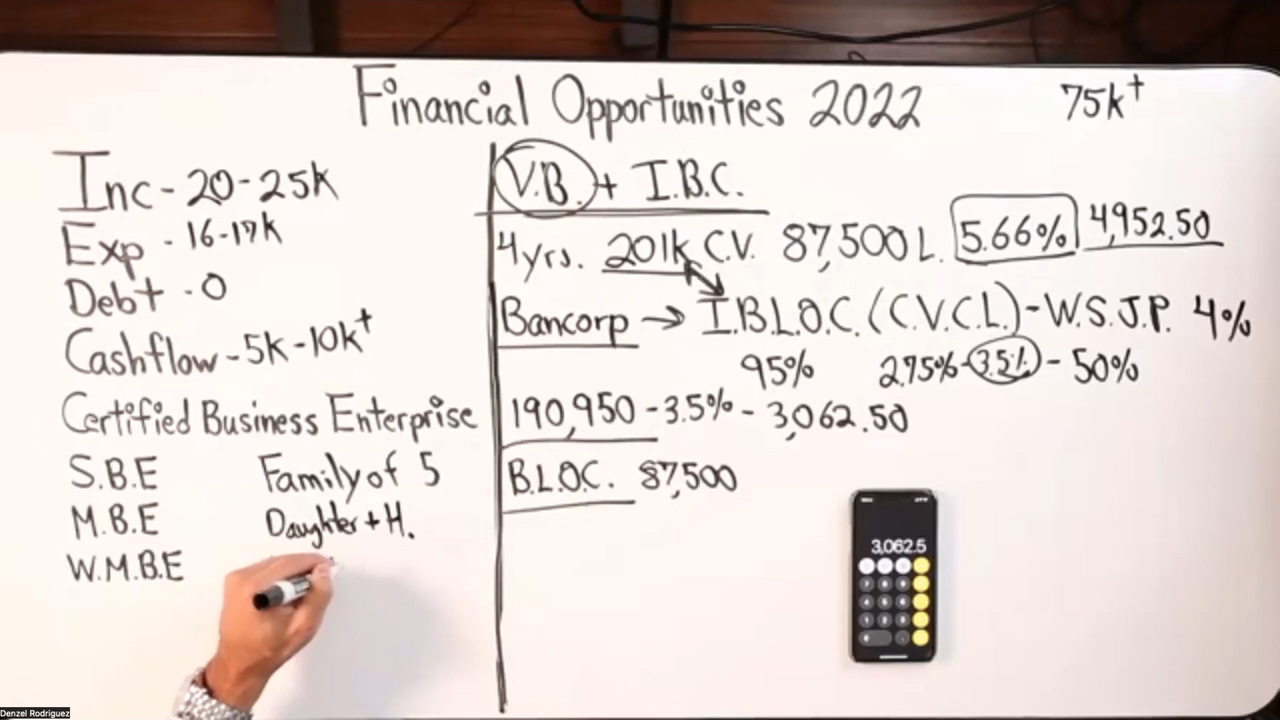 Financial Opportunities 2022
75k+
Inc - 20-25k
Exp - 16-17k
Debt - 0
Cashflow - 5k-10k+
Certified Business Enterprise
S.B.E
M.B.E
W.M.B.E
Family of 5
Daughter + H.
V.B. + I.B.C.
4yrs. 201k C.V. 87,500 L. 5.66% 4,952.50
Bancorp → I.B.L.O.C. (C.V.C.L.) - W.S.J.P. 4%
95% 2.75% - 3.5% - 50%
190,950 - 3.5% - 3,062.50
B.L.O.C. 87,500
3,062.5
Denzel Rodriguez